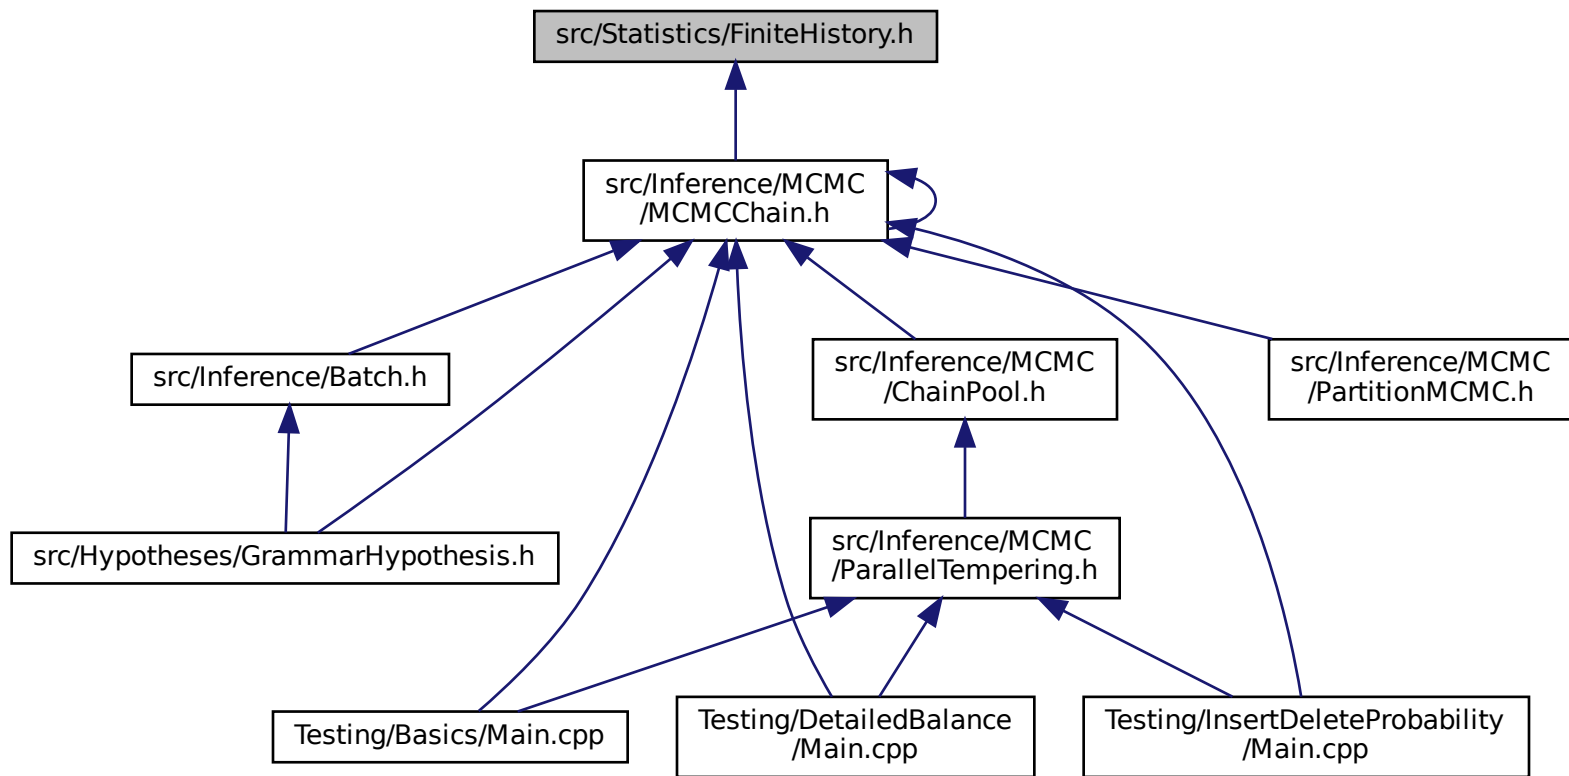 src/Statistics/FiniteHistory.h
src/Inference/MCMC
/MCMCChain.h
src/Inference/Batch.h
src/Inference/MCMC
/ChainPool.h
src/Inference/MCMC
/PartitionMCMC.h
src/Hypotheses/GrammarHypothesis.h
src/Inference/MCMC
/ParallelTempering.h
Testing/Basics/Main.cpp
Testing/DetailedBalance
/Main.cpp
Testing/InsertDeleteProbability
/Main.cpp